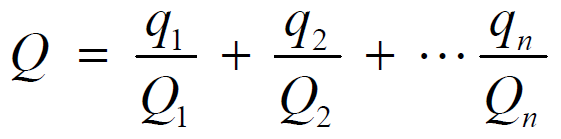 Q = q₁/Q₁ + q₂/Q₂ + ⋯ qₙ/Qₙ